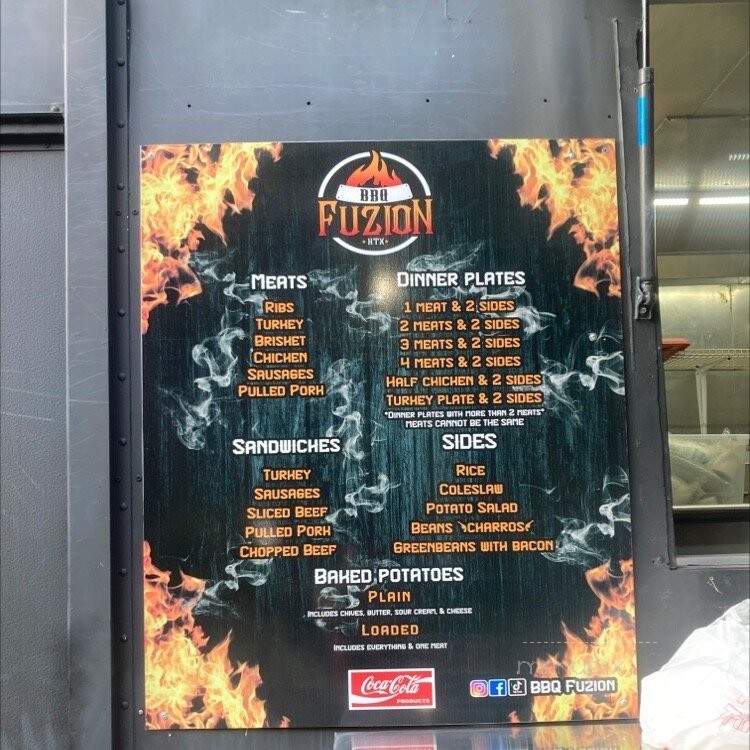 BBQ
FUZION
HTX
MEATS
RIBS
TURKEY
BRISKET
CHICKEN
SAUSAGES
PULLED PORK
DINNER PLATES
1 MEAT & 2 SIDES
2 MEATS & 2 SIDES
3 MEATS & 2 SIDES
4 MEATS & 2 SIDES
HALF CHICKEN & 2 SIDES
TURKEY PLATE & 2 SIDES
*DINNER PLATES WITH MORE THAN 2 MEATS*
MEATS CANNOT BE THE SAME
SANDWICHES
TURKEY
SAUSAGES
SLICED BEEF
PULLED PORK
CHOPPED BEEF
SIDES
RICE
COLESLAW
POTATO SALAD
BEANS CHARROS
GREENBEANS WITH BACON
BAKED POTATOES
PLAIN
INCLUDES CHIVES, BUTTER, SOUR CREAM, & CHEESE
LOADED
INCLUDES EVERYTHING & ONE MEAT
Coca-Cola
PRODUCTS
BBQ FUZION